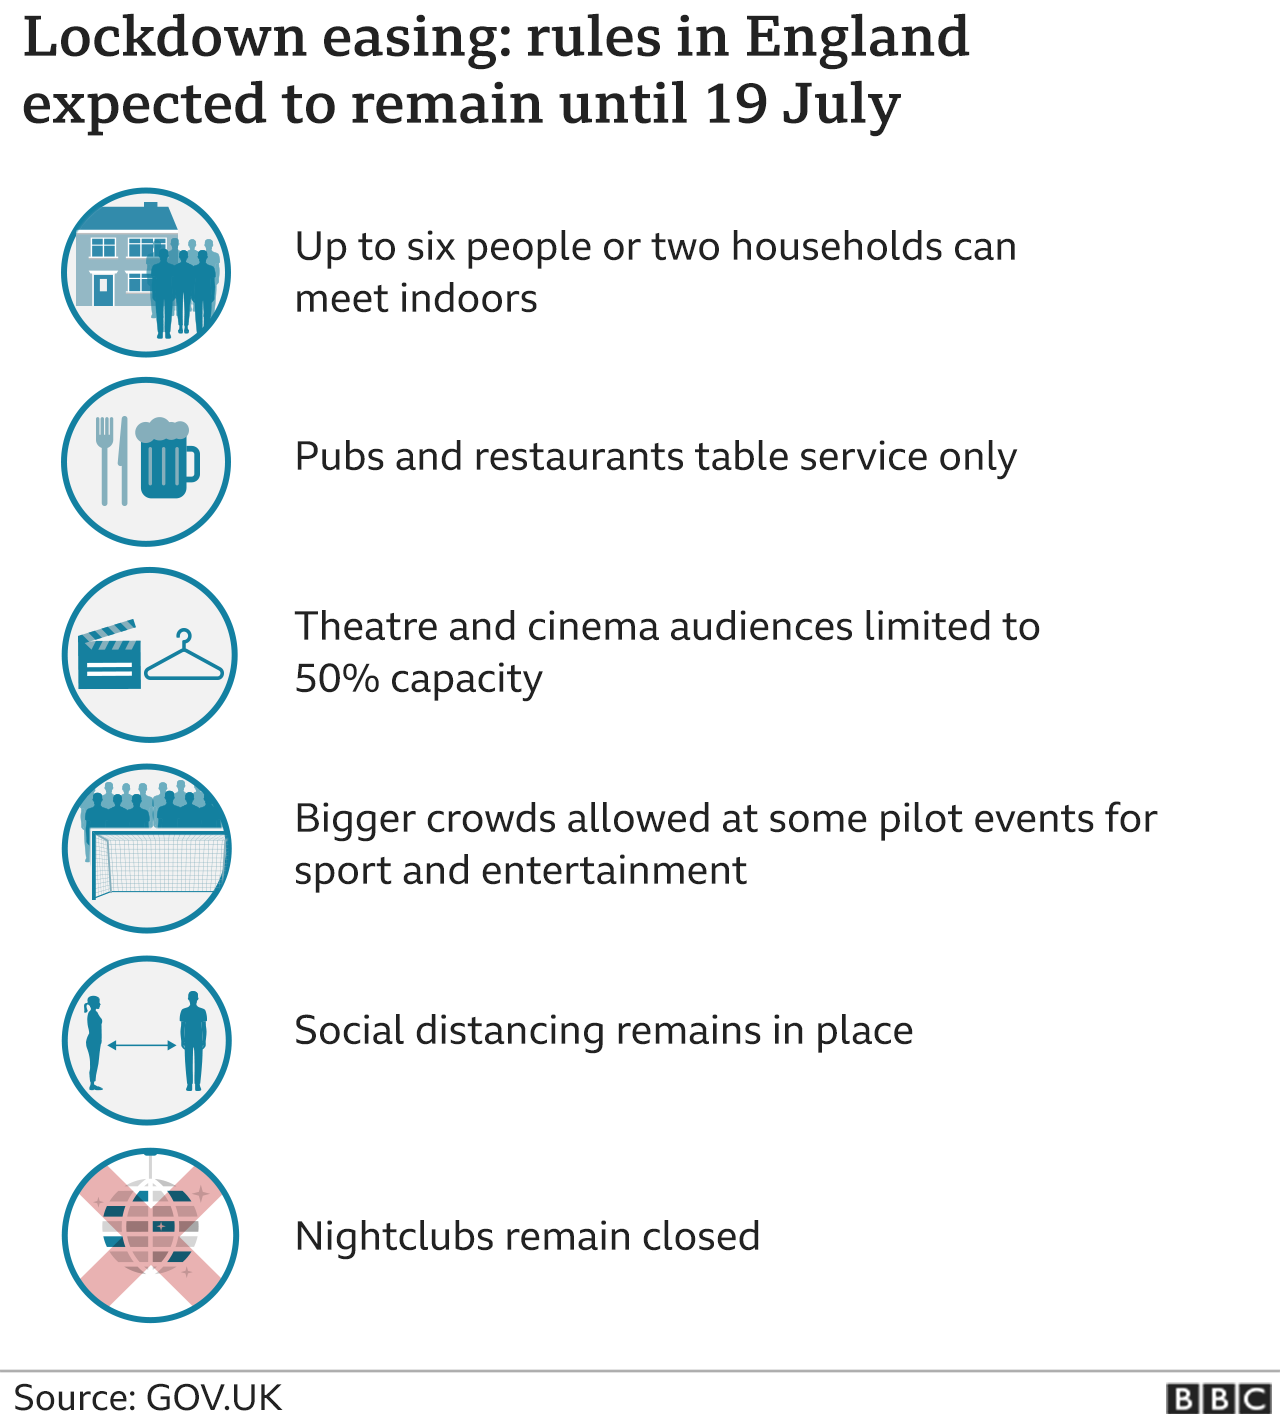 Lockdown easing: rules in England
expected to remain until 19 July
Up to six people or two households can
meet indoors
Pubs and restaurants table service only
Theatre and cinema audiences limited to
50% capacity
Bigger crowds allowed at some pilot events for
sport and entertainment
Social distancing remains in place
Nightclubs remain closed
Source: GOV.UK
BBC